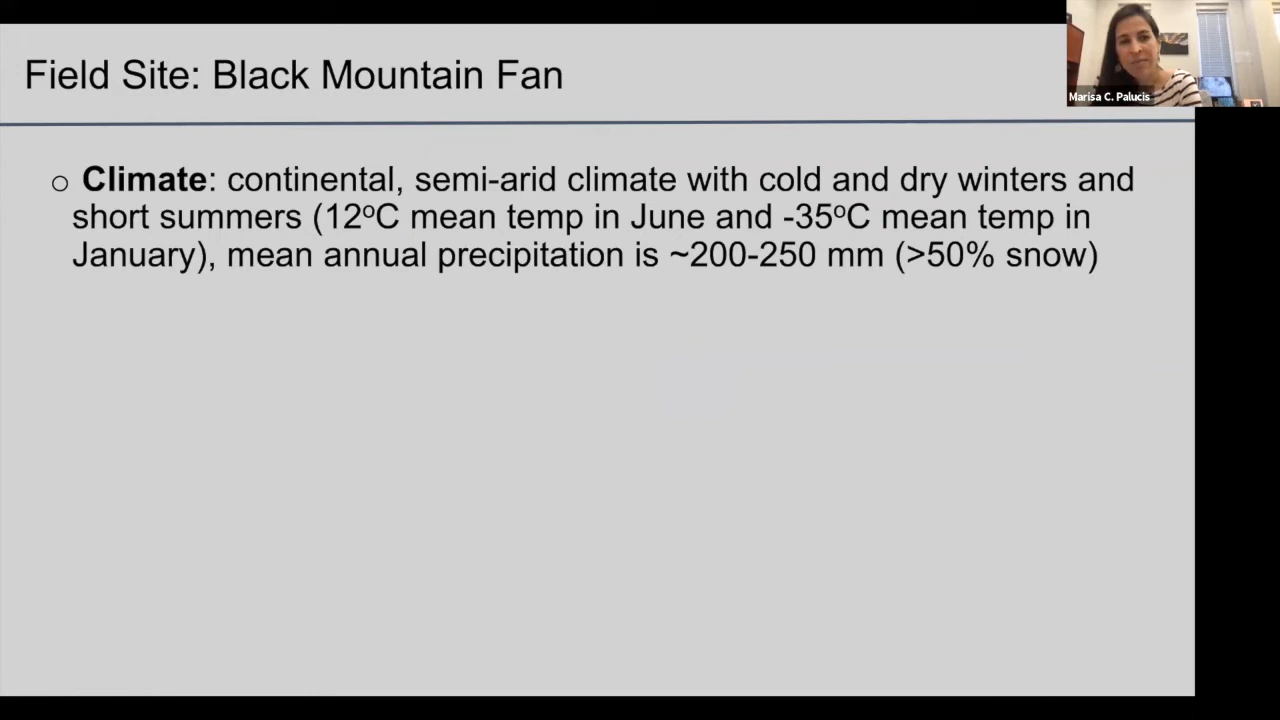 Field Site: Black Mountain Fan
Marisa C. Palucis
○ Climate: continental, semi-arid climate with cold and dry winters and
short summers (12ºC mean temp in June and -35ºC mean temp in
January), mean annual precipitation is ~200-250 mm (>50% snow)